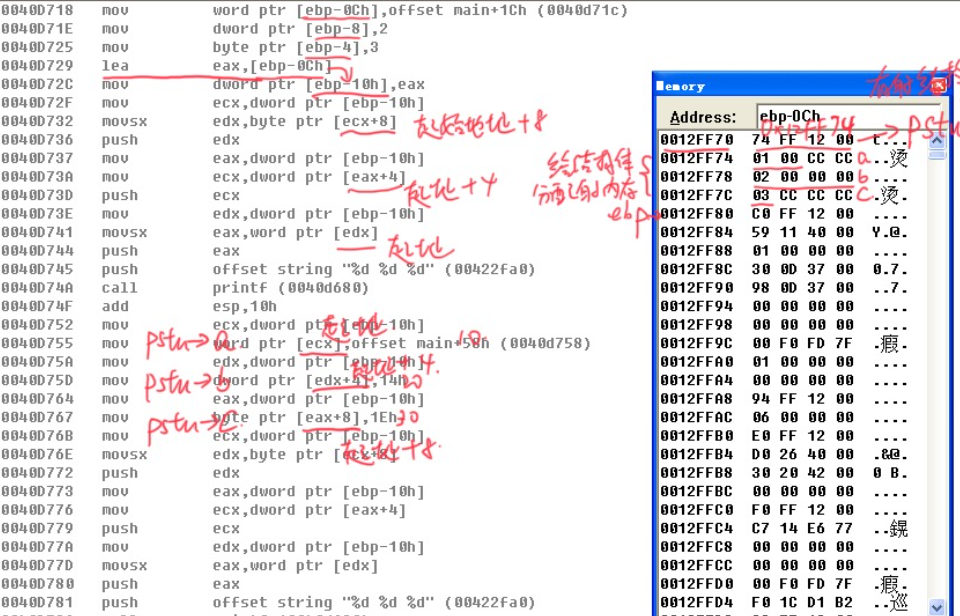 0040D718 mov word ptr [ebp-0Ch],offset main+1Ch (0040d71c)
0040D71E mov dword ptr [ebp-8],2
0040D725 mov byte ptr [ebp-4],3
0040D729 lea eax,[ebp-0Ch]
0040D72C mov dword ptr [ebp-10h],eax
0040D72F mov ecx,dword ptr [ebp-10h]
0040D732 movsx edx,byte ptr [ecx+8] 起始地址+8
0040D736 push edx
0040D737 mov eax,dword ptr [ebp-10h]
0040D73A mov ecx,dword ptr [eax+4] 起地址+4
0040D73D push ecx
0040D73E mov edx,dword ptr [ebp-10h]
0040D741 movsx eax,word ptr [edx] 起地址
0040D744 push eax
0040D745 push offset string "%d %d %d" (00422fa0)
0040D74A call printf (0040d680)
0040D74F add esp,10h
0040D752 mov ecx,dword ptr [ebp-10h] 起地址
0040D755 mov word ptr [ecx],offset main+58h (0040d758) 10
pstu→a
0040D75A mov edx,dword ptr [ebp-10h] 起地址+4.
0040D75D mov dword ptr [edx+4],14h 20
pstu→b
0040D764 mov eax,dword ptr [ebp-10h]
0040D767 mov byte ptr [eax+8],1Eh 30
pstu→c
0040D76B mov ecx,dword ptr [ebp-10h]
0040D76E movsx edx,byte ptr [ecx+8] 起地址+8.
0040D772 push edx
0040D773 mov eax,dword ptr [ebp-10h]
0040D776 mov ecx,dword ptr [eax+4]
0040D779 push ecx
0040D77A mov edx,dword ptr [ebp-10h]
0040D77D movsx eax,word ptr [edx]
0040D780 push eax
0040D781 push offset string "%d %d %d" (00422fa0)
给结构体
分配的内存
ebp
Memory
Address: ebp-0Ch
0x12FF74 → pstu
0012FF70 74 FF 12 00 t...
0012FF74 01 00 CC CC a ..烫
0012FF78 02 00 00 00 b ....
0012FF7C 03 CC CC CC c .烫.
0012FF80 C0 FF 12 00 ....
0012FF84 59 11 40 00 Y.@.
0012FF88 01 00 00 00 ....
0012FF8C 30 0D 37 00 0.7.
0012FF90 98 0D 37 00 ..7.
0012FF94 00 00 00 00 ....
0012FF98 00 00 00 00 ....
0012FF9C 00 F0 FD 7F .瘕
0012FFA0 01 00 00 00 ....
0012FFA4 00 00 00 00 ....
0012FFA8 94 FF 12 00 ....
0012FFAC 06 00 00 00 ....
0012FFB0 E0 FF 12 00 ....
0012FFB4 D0 26 40 00 .&@.
0012FFB8 30 20 42 00 0 B.
0012FFBC 00 00 00 00 ....
0012FFC0 F0 FF 12 00 ....
0012FFC4 C7 14 E6 77 ..鎤
0012FFC8 00 00 00 00 ....
0012FFCC 00 00 00 00 ....
0012FFD0 00 F0 FD 7F .瘕.
0012FFD4 F0 1C D1 B2 ..巡